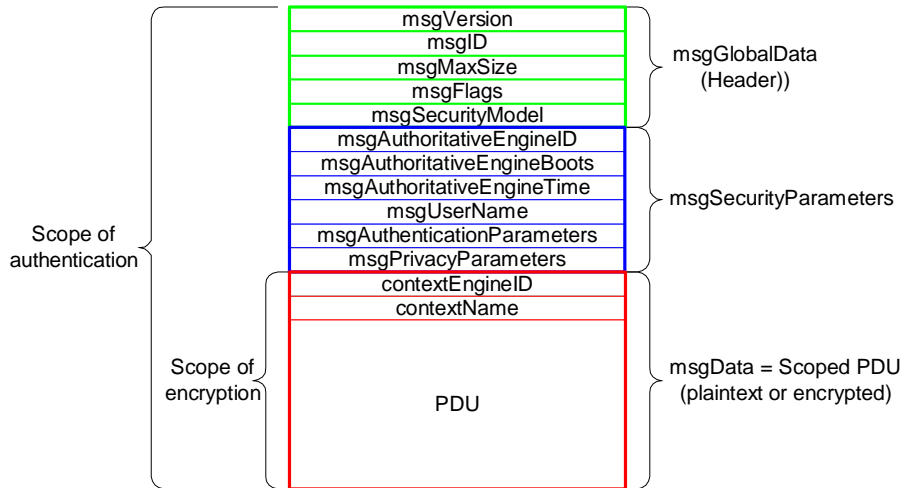 msgVersion
msgID
msgMaxSize
msgFlags
msgSecurityModel
msgGlobalData
(Header))
msgAuthoritativeEngineID
msgAuthoritativeEngineBoots
msgAuthoritativeEngineTime
msgUserName
msgAuthenticationParameters
msgPrivacyParameters
msgSecurityParameters
Scope of
authentication
contextEngineID
contextName
PDU
Scope of
encryption
msgData = Scoped PDU
(plaintext or encrypted)